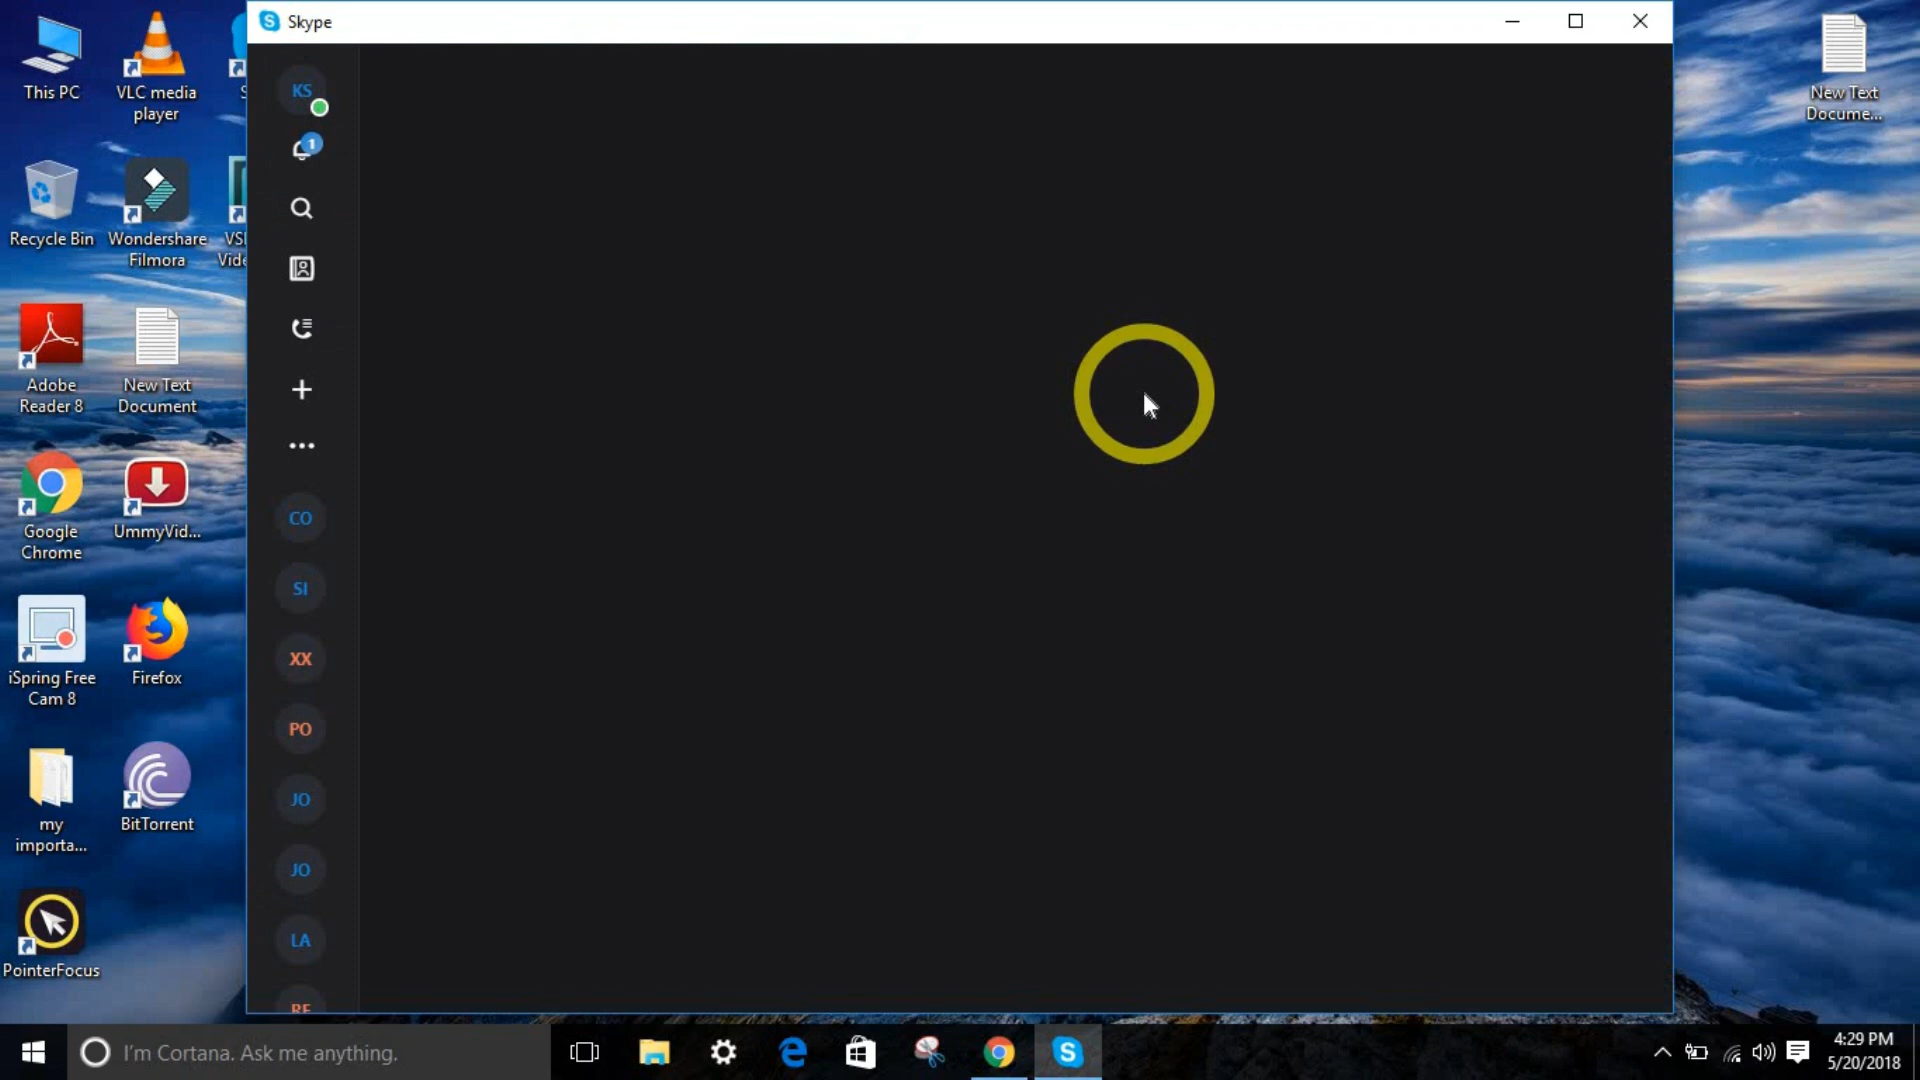 Skype
This PC
VLC media
player
New Text
Docume...
KS
1
Recycle Bin
Wondershare
Filmora
Adobe
Reader 8
New Text
Document
Google
Chrome
UmmyVid...
CO
SI
XX
PO
JO
JO
LA
iSpring Free
Cam 8
Firefox
my
importa...
BitTorrent
PointerFocus
I'm Cortana. Ask me anything.
4:29 PM
5/20/2018